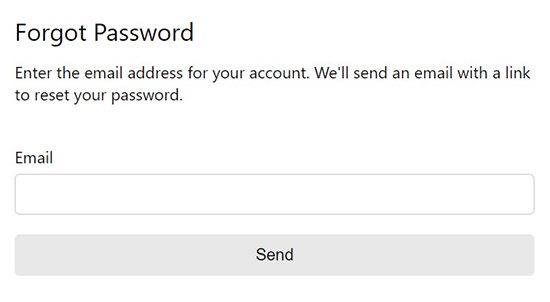 Forgot Password
Enter the email address for your account. We'll send an email with a link
to reset your password.
Email
Send